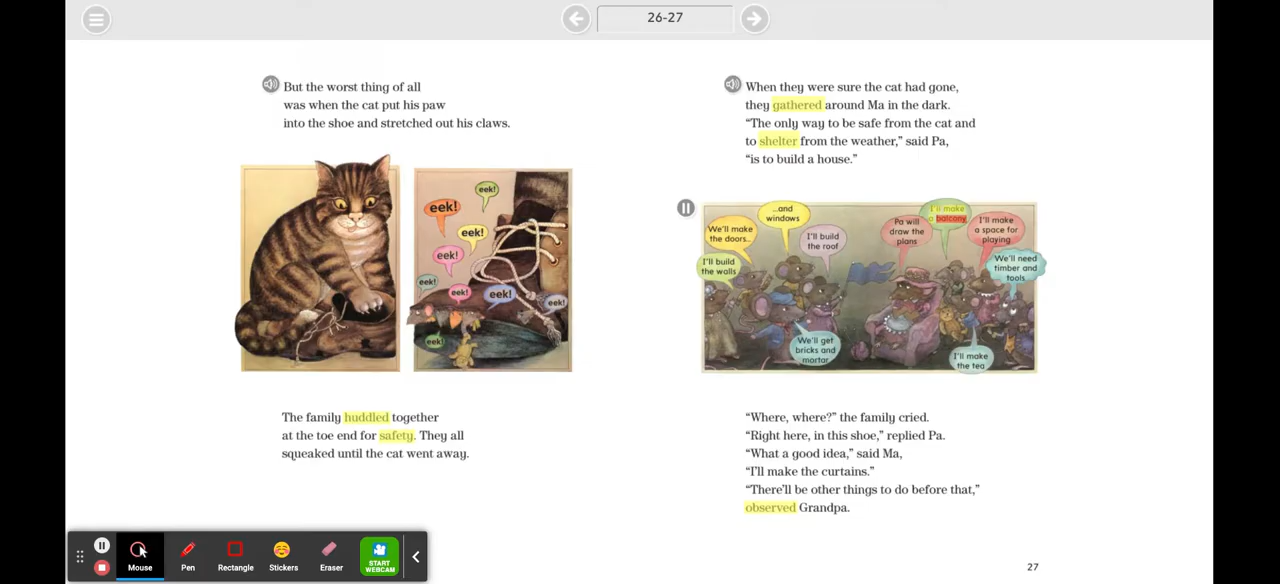 26-27
But the worst thing of all
was when the cat put his paw
into the shoe and stretched out his claws.
eek!
eek!
eek!
eek!
eek!
eek!
eek!
eek!
eek!
The family huddled together
at the toe end for safety. They all
squeaked until the cat went away.
When they were sure the cat had gone,
they gathered around Ma in the dark.
“The only way to be safe from the cat and
to shelter from the weather,” said Pa,
“is to build a house.”
We'll make
the doors...
...and
windows
I'll build
the roof
I'll build
the walls
We'll get
bricks and
mortar
Pa will
draw the
plans
I'll make
a balcony
I'll make
a space for
playing
We'll need
timber and
tools
I'll make
the tea
“Where, where?” the family cried.
“Right here, in this shoe,” replied Pa.
“What a good idea,” said Ma,
“I’ll make the curtains.”
“There’ll be other things to do before that,”
observed Grandpa.
27
Mouse
Pen
Rectangle
Stickers
Eraser
START
WEBCAM